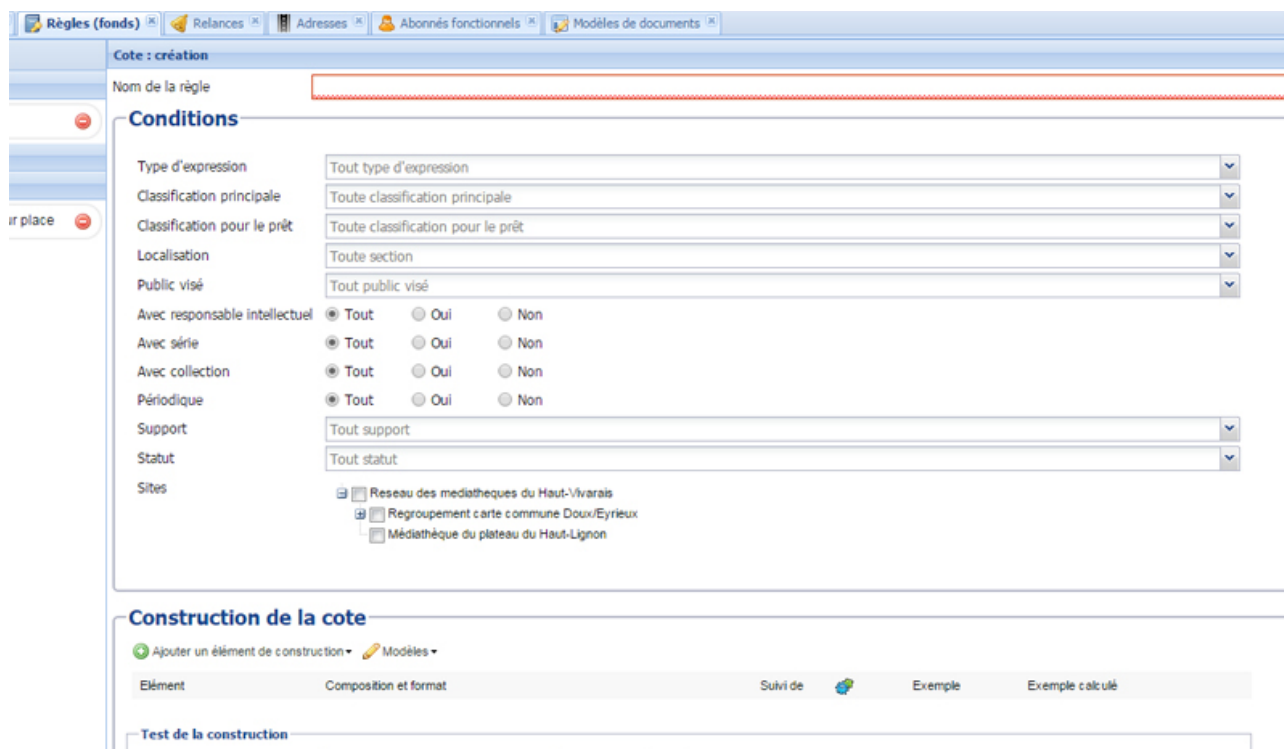 Règles (fonds) Relances Adresses Abonnés fonctionnels Modèles de documents
Cote : création
Nom de la règle
Conditions
Type d'expression Tout type d'expression
Classification principale Toute classification principale
Classification pour le prêt Toute classification pour le prêt
ur place
Localisation Toute section
Public visé Tout public visé
Avec responsable intellectuel Tout Oui Non
Avec série Tout Oui Non
Avec collection Tout Oui Non
Périodique Tout Oui Non
Support Tout support
Statut Tout statut
Sites Reseau des mediatheques du Haut-Vivarais
Regroupement carte commune Doux/Eyrieux
Médiathèque du plateau du Haut-Lignon
Construction de la cote
Ajouter un élément de construction Modèles
Elément Composition et format Suivi de Exemple Exemple calculé
Test de la construction